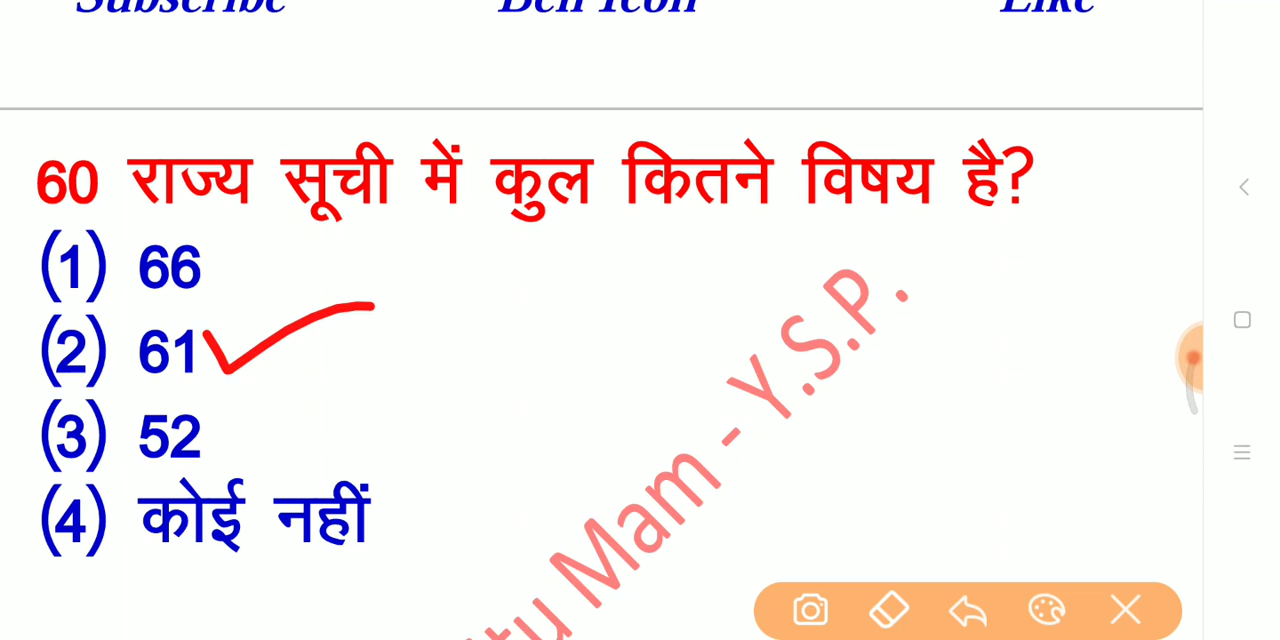 Subscribe Bell Icon Like
60 राज्य सूची में कुल कितने विषय है?
(1) 66
(2) 61
(3) 52
(4) कोई नहीं
Mam - Y.S.P.